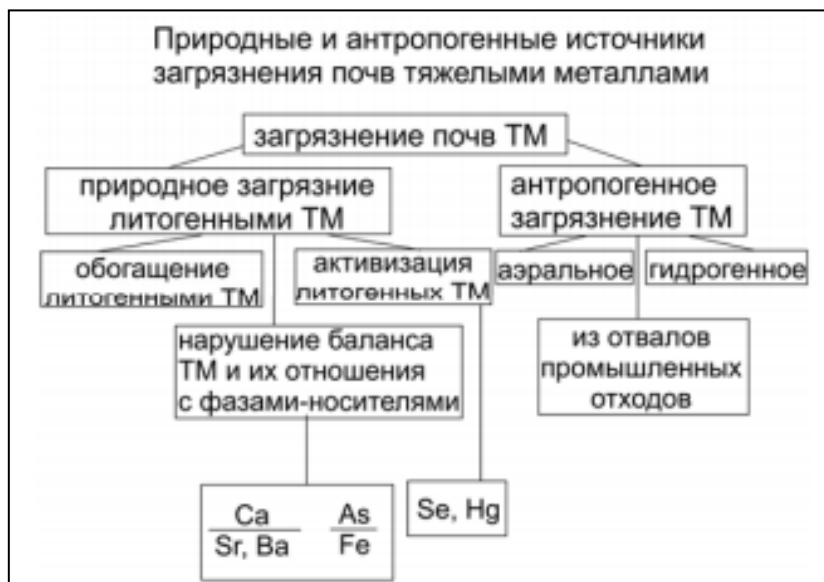 Природные и антропогенные источники
загрязнения почв тяжелыми металлами
загрязнение почв ТМ
природное загрязние
литогенными ТМ
антропогенное
загрязнение ТМ
обогащение
литогенными ТМ
активизация
литогенных ТМ
аэральное
гидрогенное
нарушение баланса
ТМ и их отношения
с фазами-носителями
из отвалов
промышленных
отходов
Ca As
Sr, Ba Fe
Se, Hg